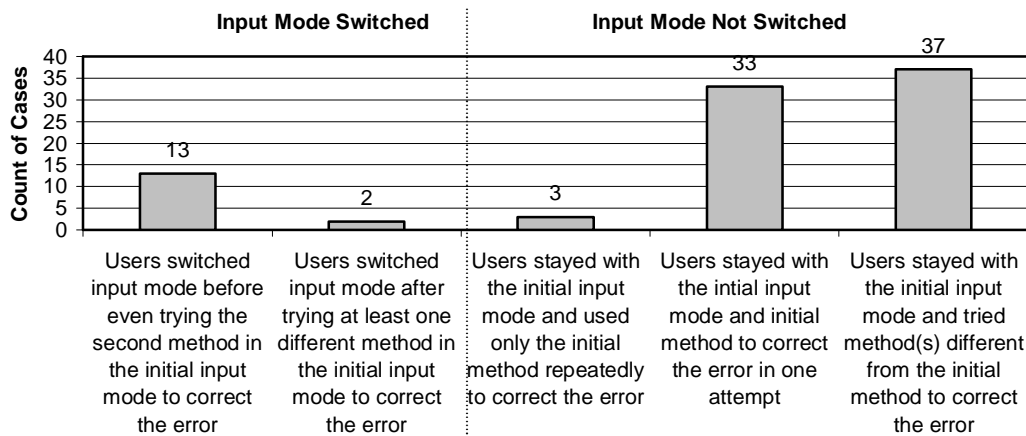 Input Mode Switched
Input Mode Not Switched
Count of Cases
40
35
30
25
20
15
10
5
0
13
2
3
33
37
Users switched
input mode before
even trying the
second method in
the initial input
mode to correct
the error
Users switched
input mode after
trying at least one
different method in
the initial input
mode to correct
the error
Users stayed with
the initial input
mode and used
only the initial
method repeatedly
to correct the error
Users stayed with
the intial input
mode and initial
method to correct
the error in one
attempt
Users stayed with
the initial input
mode and tried
method(s) different
from the initial
method to correct
the error